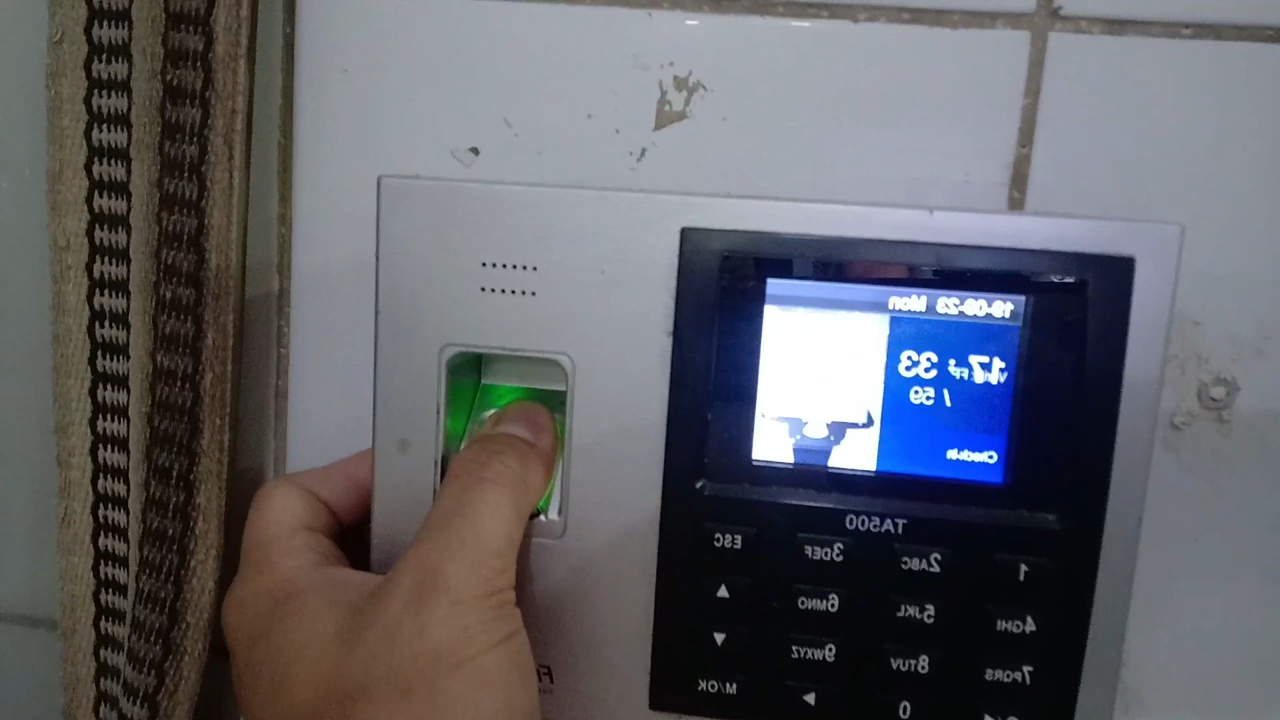 19-09-23 Mon
17:33
/ 59
Check-In
TA500
1 2ABC 3DEF ESC
4GHI 5JKL 6MNO ▲
7PQRS 8TUV 9WXYZ ▼
0 M/OK